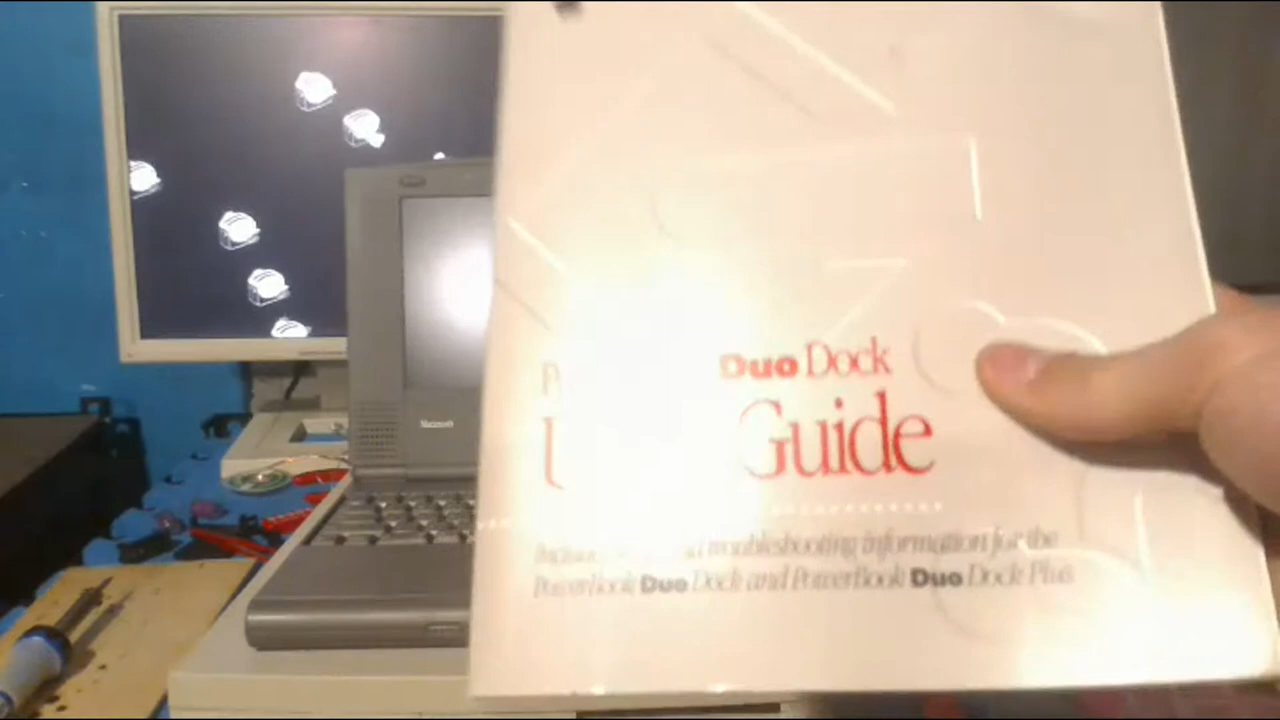 Macintosh
Duo Dock
Guide
troubleshooting information for the
PowerBook Duo Dock and PowerBook Duo Dock Plus